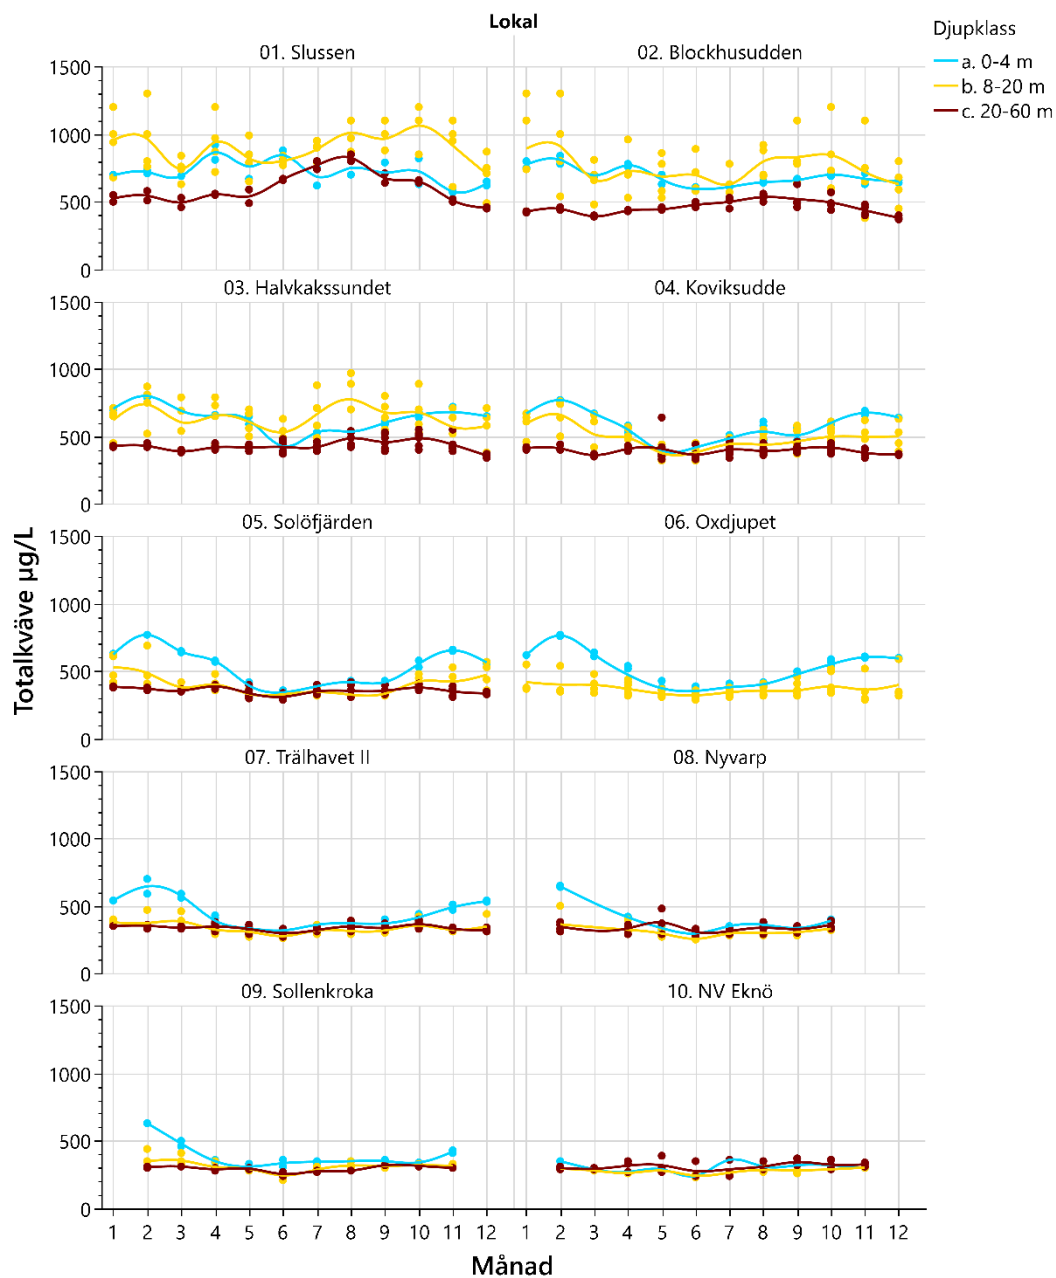 Lokal
Djupklass
a. 0-4 m
b. 8-20 m
c. 20-60 m
01. Slussen
02. Blockhusudden
1500
1000
500
0
03. Halvkakssundet
04. Koviksudde
1500
1000
500
0
05. Solöfjärden
06. Oxdjupet
1500
1000
500
0
07. Trälhavet II
08. Nyvarp
1500
1000
500
0
09. Sollenkroka
10. NV Eknö
1500
1000
500
0
Totalkväve µg/L
1 2 3 4 5 6 7 8 9 10 11 12 1 2 3 4 5 6 7 8 9 10 11 12
Månad